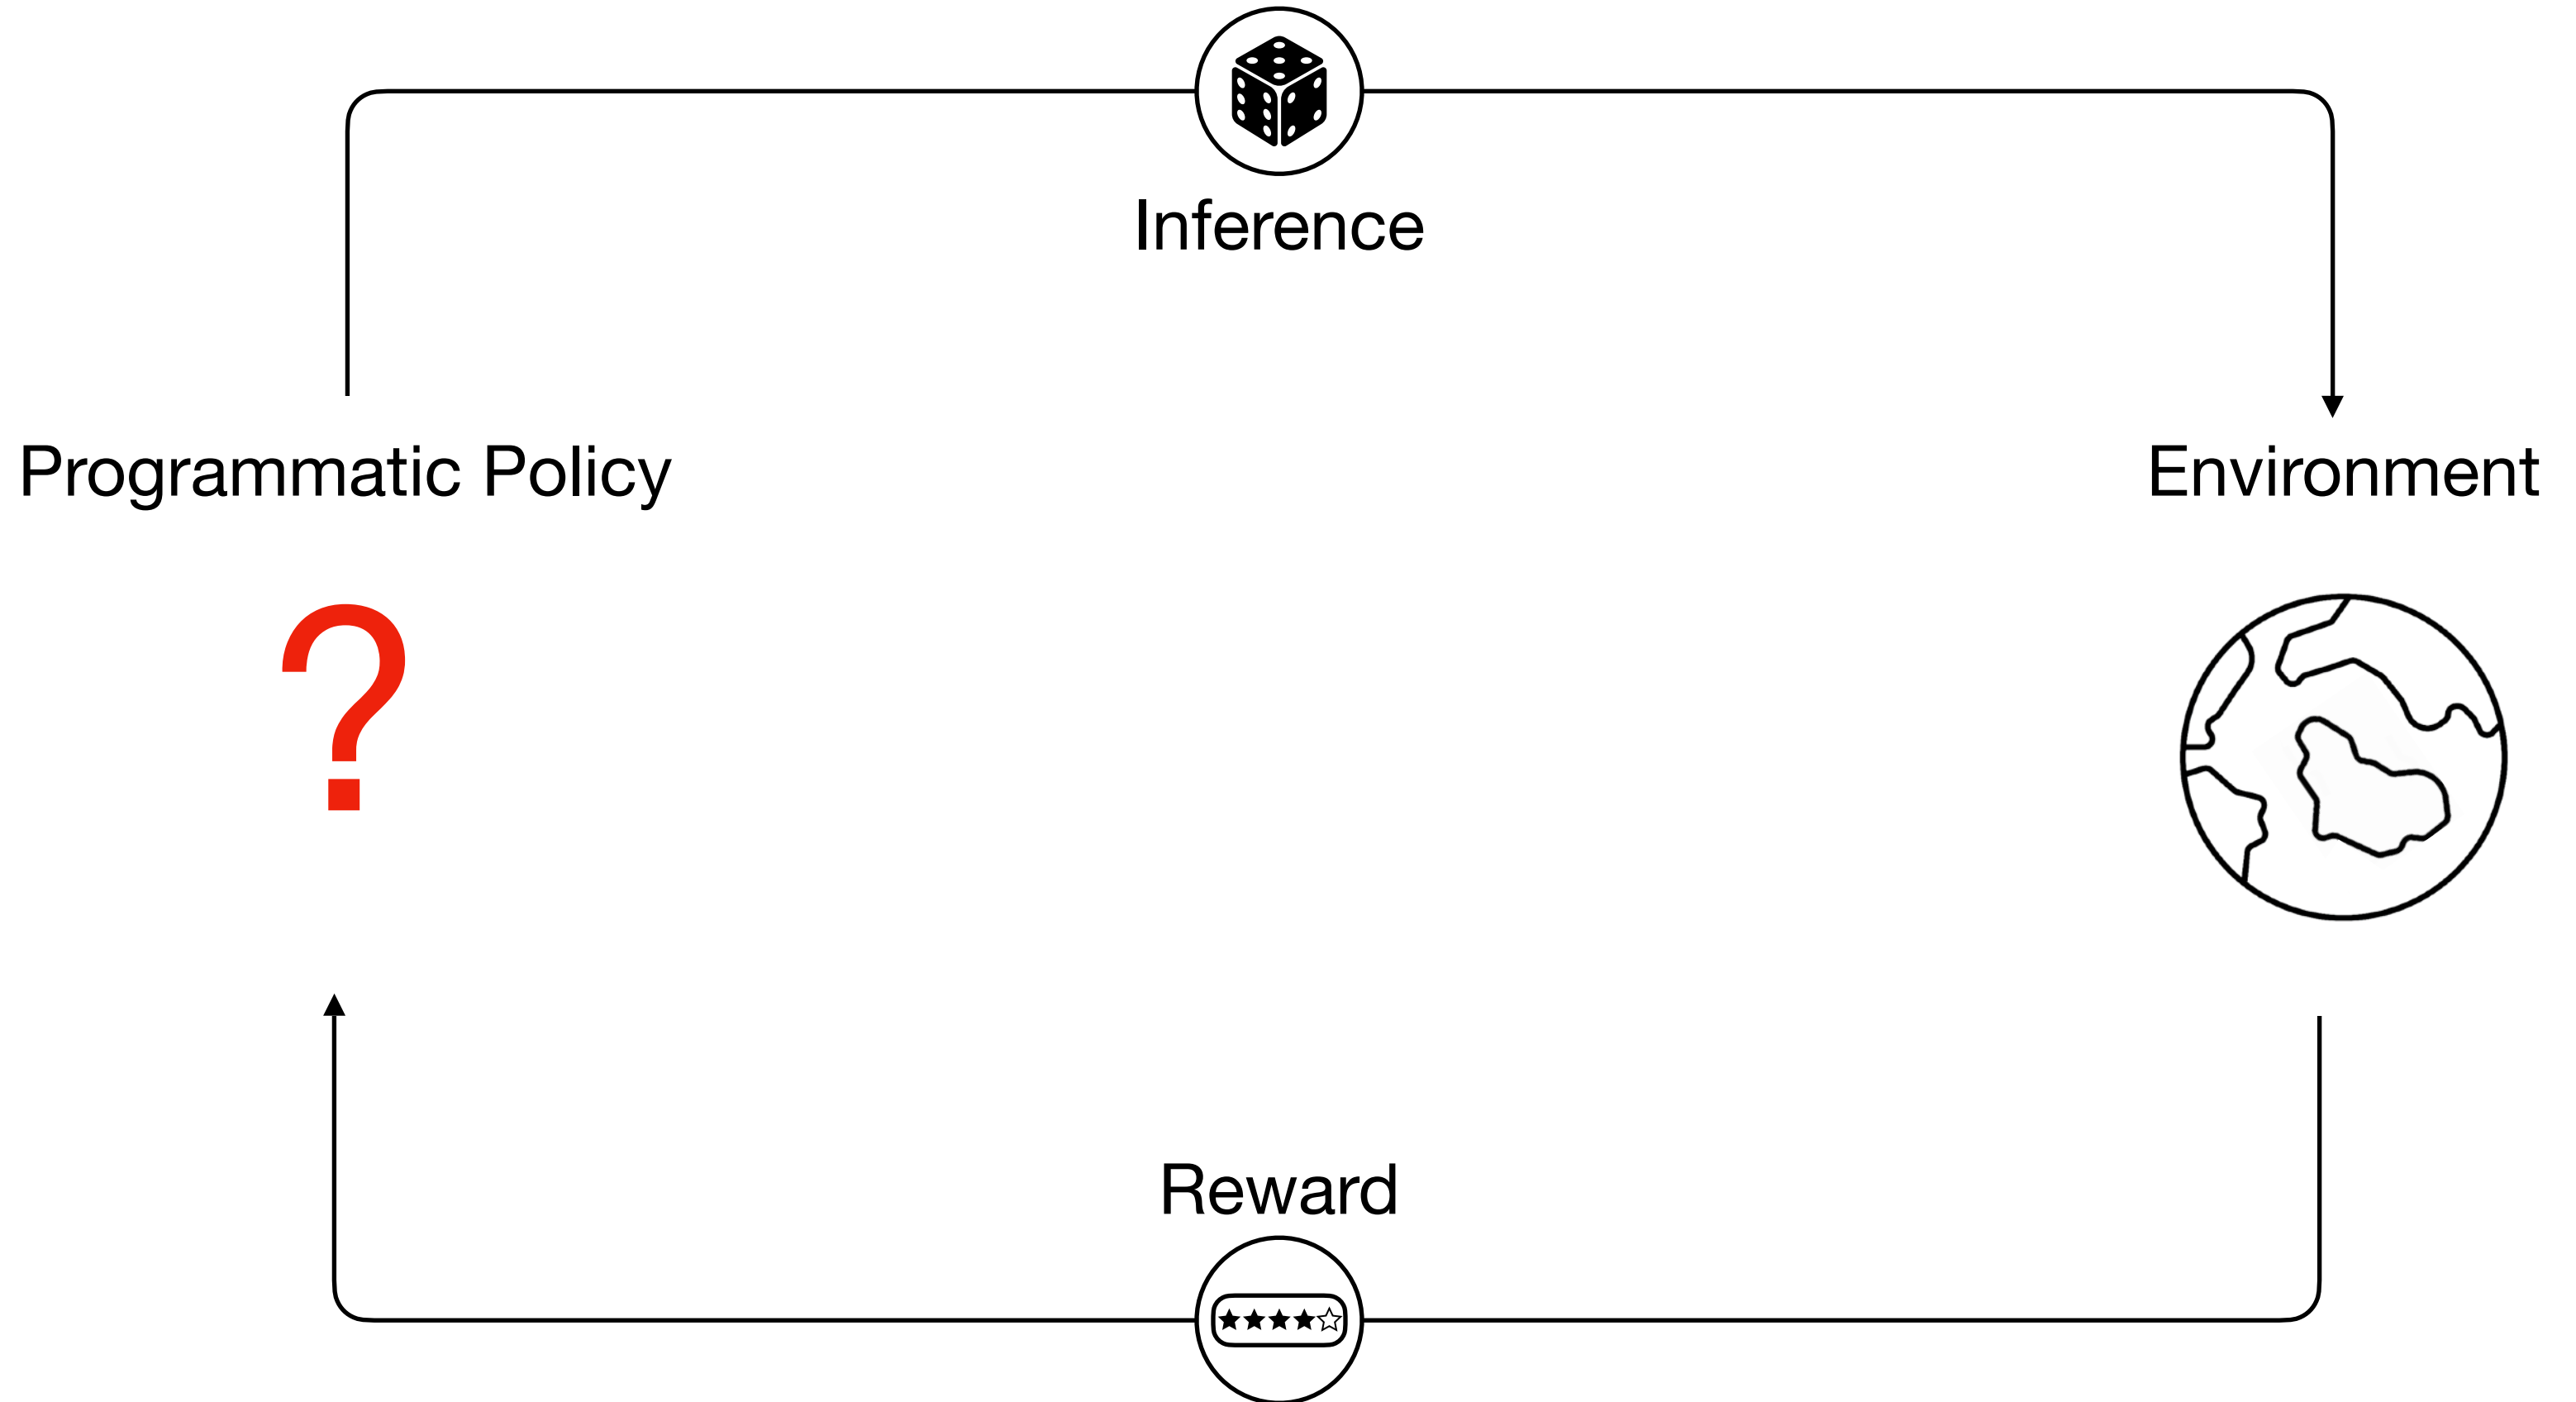 Inference
Programmatic Policy
Environment
?
Reward